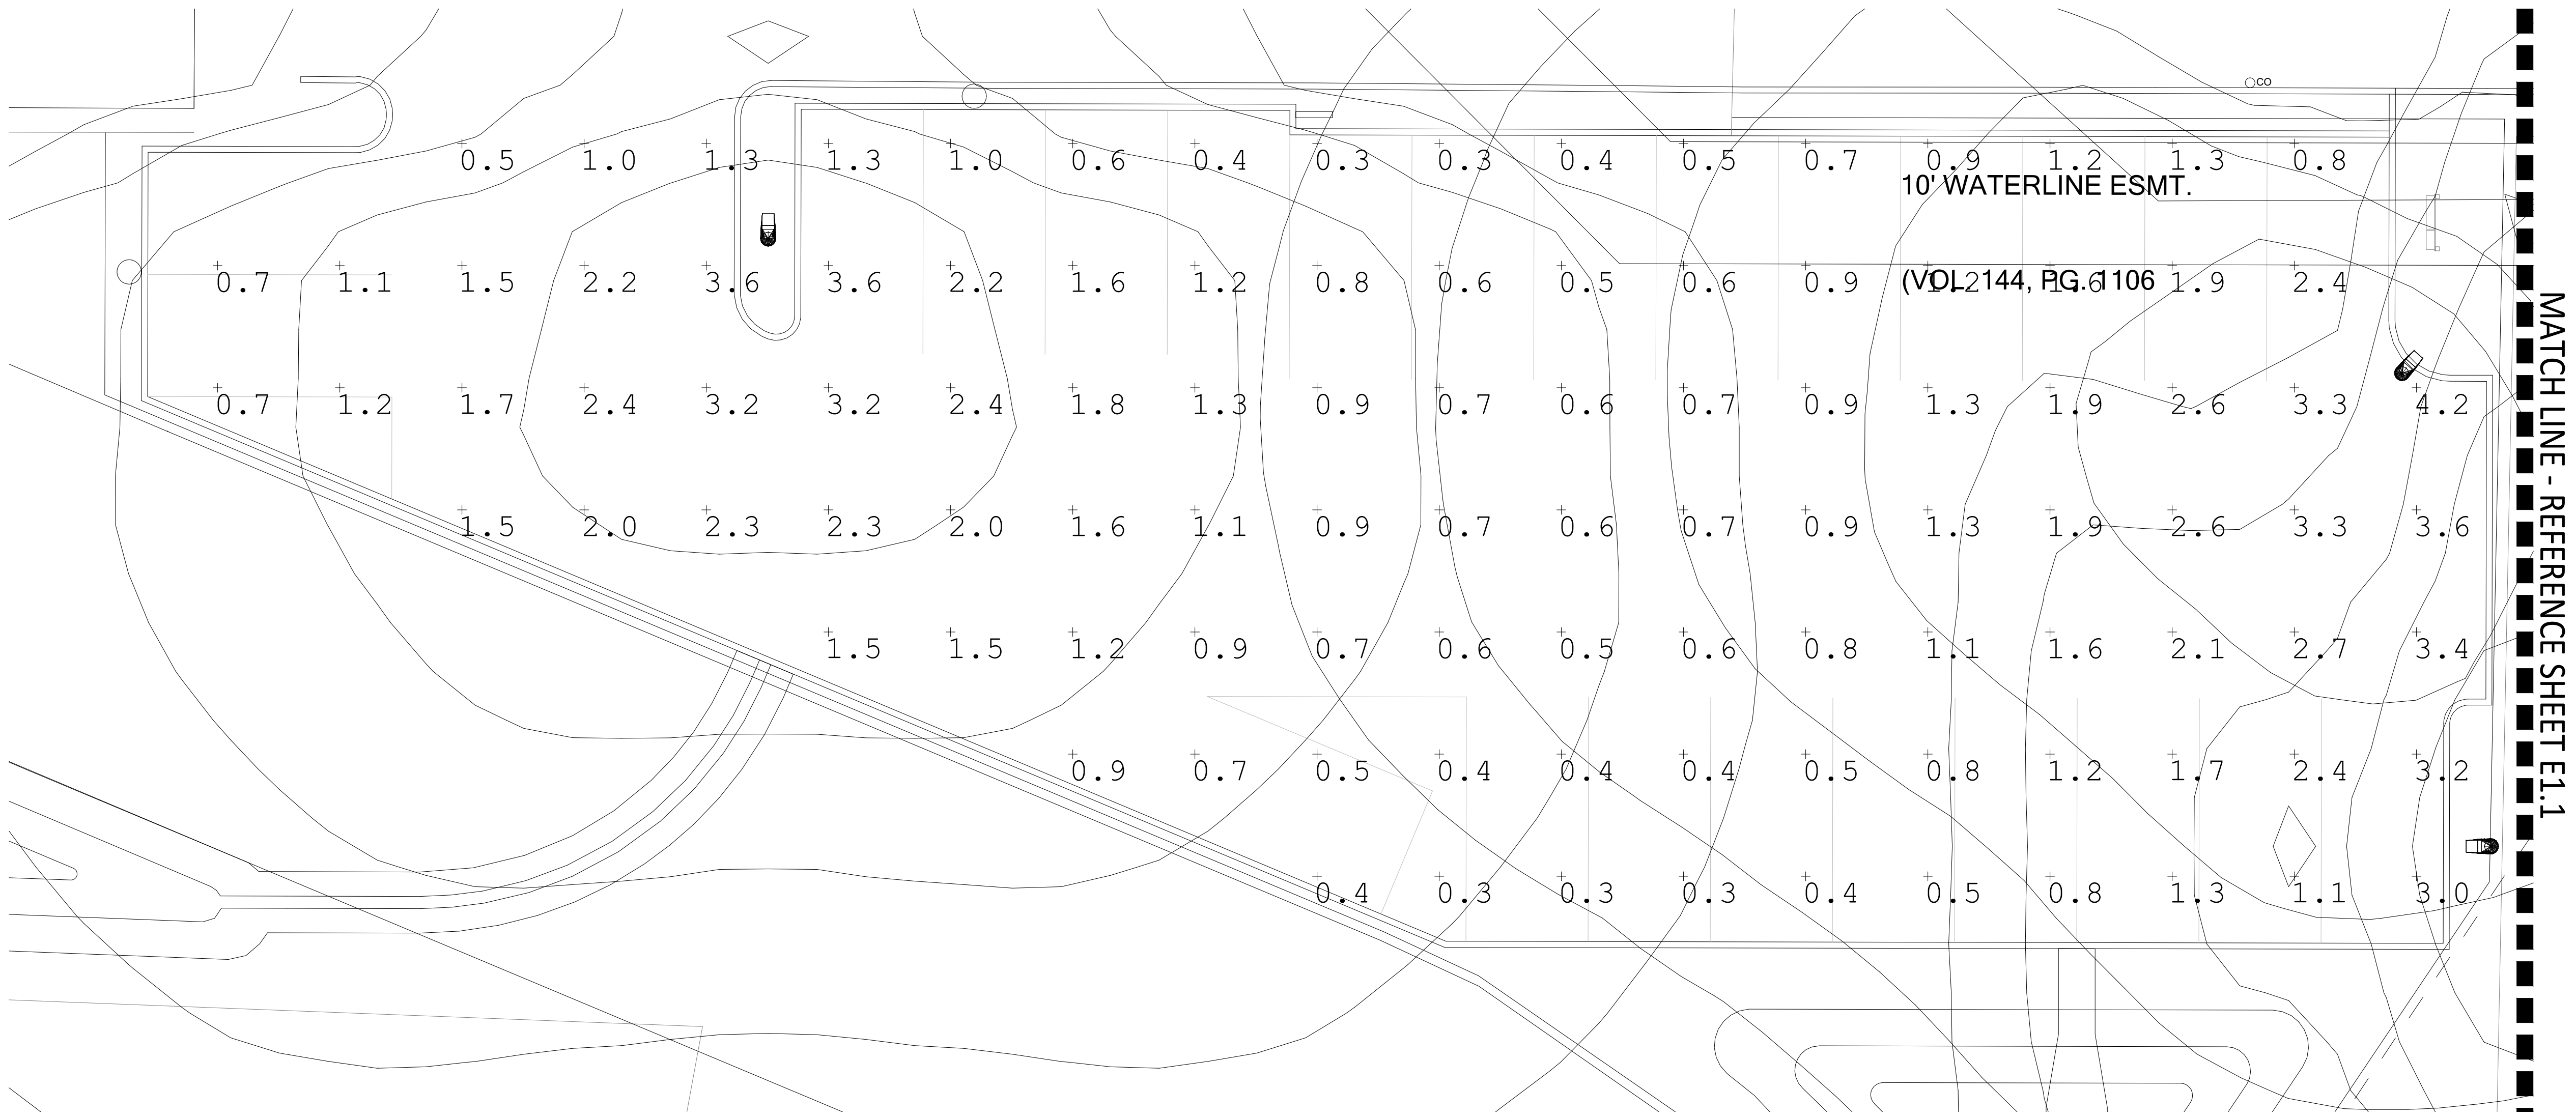 CO
0.5 1.0 1.3 1.3 1.0 0.6 0.4 0.3 0.3 0.4 0.5 0.7 0.9 1.2 1.3 0.8
10' WATERLINE ESMT.
0.7 1.1 1.5 2.2 3.6 3.6 2.2 1.6 1.2 0.8 0.6 0.5 0.6 0.9 1.2 1.6 1.9 2.4
(VOL. 144, PG. 1106
0.7 1.2 1.7 2.4 3.2 3.2 2.4 1.8 1.3 0.9 0.7 0.6 0.7 0.9 1.3 1.9 2.6 3.3 4.2
1.5 2.0 2.3 2.3 2.0 1.6 1.1 0.9 0.7 0.6 0.7 0.9 1.3 1.9 2.6 3.3 3.6
1.5 1.5 1.2 0.9 0.7 0.6 0.5 0.6 0.8 1.1 1.6 2.1 2.7 3.4
0.9 0.7 0.5 0.4 0.4 0.4 0.5 0.8 1.2 1.7 2.4 3.2
0.4 0.3 0.3 0.3 0.4 0.5 0.8 1.3 1.1 3.0
MATCH LINE - REFERENCE SHEET E1.1